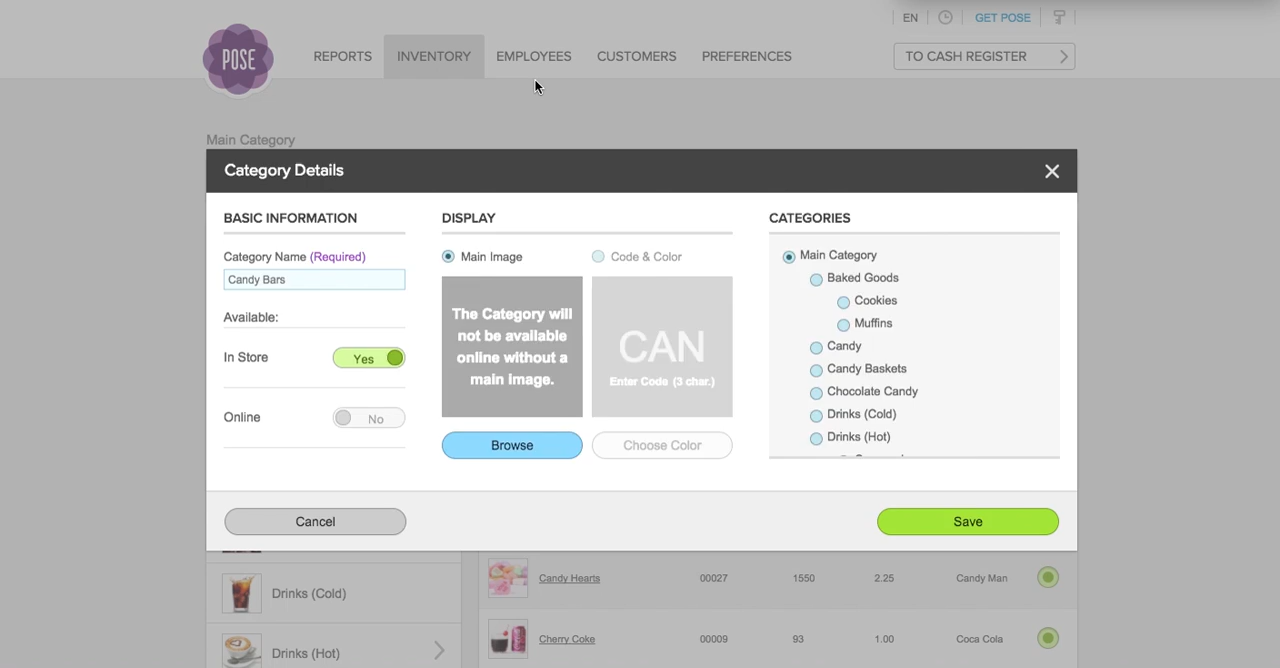 EN
GET POSE
POSE
REPORTS
INVENTORY
EMPLOYEES
CUSTOMERS
PREFERENCES
TO CASH REGISTER
Main Category
Category Details
BASIC INFORMATION
Category Name (Required)
Candy Bars
Available:
In Store
Yes
Online
No
DISPLAY
Main Image
Code & Color
The Category will
not be available
online without a
main image.
CAN
Enter Code (3 char.)
Browse
Choose Color
CATEGORIES
Main Category
Baked Goods
Cookies
Muffins
Candy
Candy Baskets
Chocolate Candy
Drinks (Cold)
Drinks (Hot)
Cancel
Save
Drinks (Cold)
Drinks (Hot)
Candy Hearts 00027 1550 2.25 Candy Man
Cherry Coke 00009 93 1.00 Coca Cola